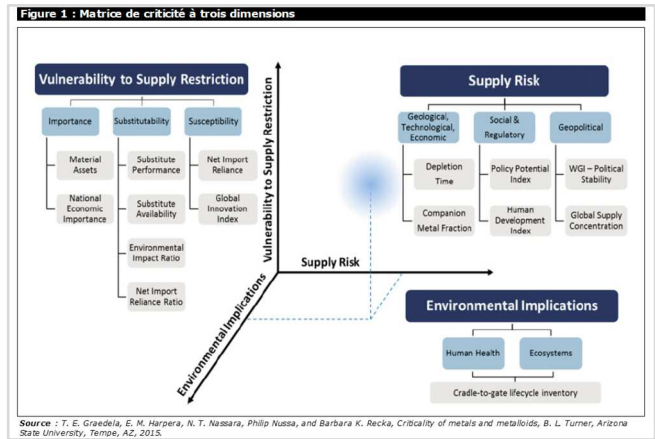 Figure 1 : Matrice de criticité à trois dimensions
Vulnerability to Supply Restriction
Importance
Substitutability
Susceptibility
Material
Assets
National
Economic
Importance
Substitute
Performance
Substitute
Availability
Environmental
Impact Ratio
Net Import
Reliance Ratio
Net Import
Reliance
Global
Innovation
Index
Vulnerability to Supply Restriction
Supply Risk
Environmental Implications
Supply Risk
Geological,
Technological,
Economic
Social &
Regulatory
Geopolitical
Depletion
Time
Companion
Metal Fraction
Policy Potential
Index
Human
Development
Index
WGI – Political
Stability
Global Supply
Concentration
Environmental Implications
Human Health
Ecosystems
Cradle-to-gate lifecycle inventory
Source : T. E. Graedela, E. M. Harpera, N. T. Nassara, Philip Nussa, and Barbara K. Recka, Criticality of metals and metalloids, B. L. Turner, Arizona
State University, Tempe, AZ, 2015.